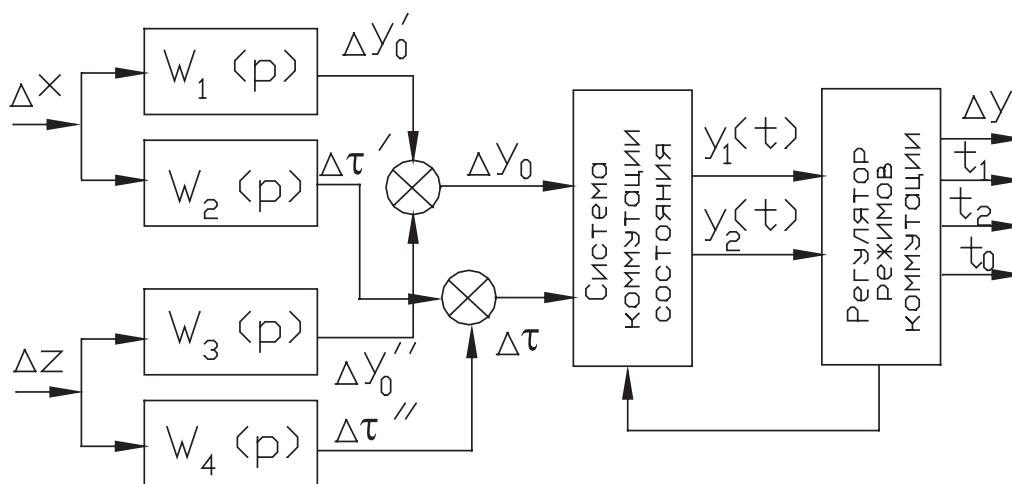 Δx
W₁ (p)
Δy₀′
W₂ (p)
Δτ′
Δz
W₃ (p)
Δy₀″
W₄ (p)
Δτ″
Δy₀
Δτ
Система
коммутации
состояния
y₁(t)
y₂(t)
Регулятор
режимов
коммутации
Δy
t₁
t₂
t₀